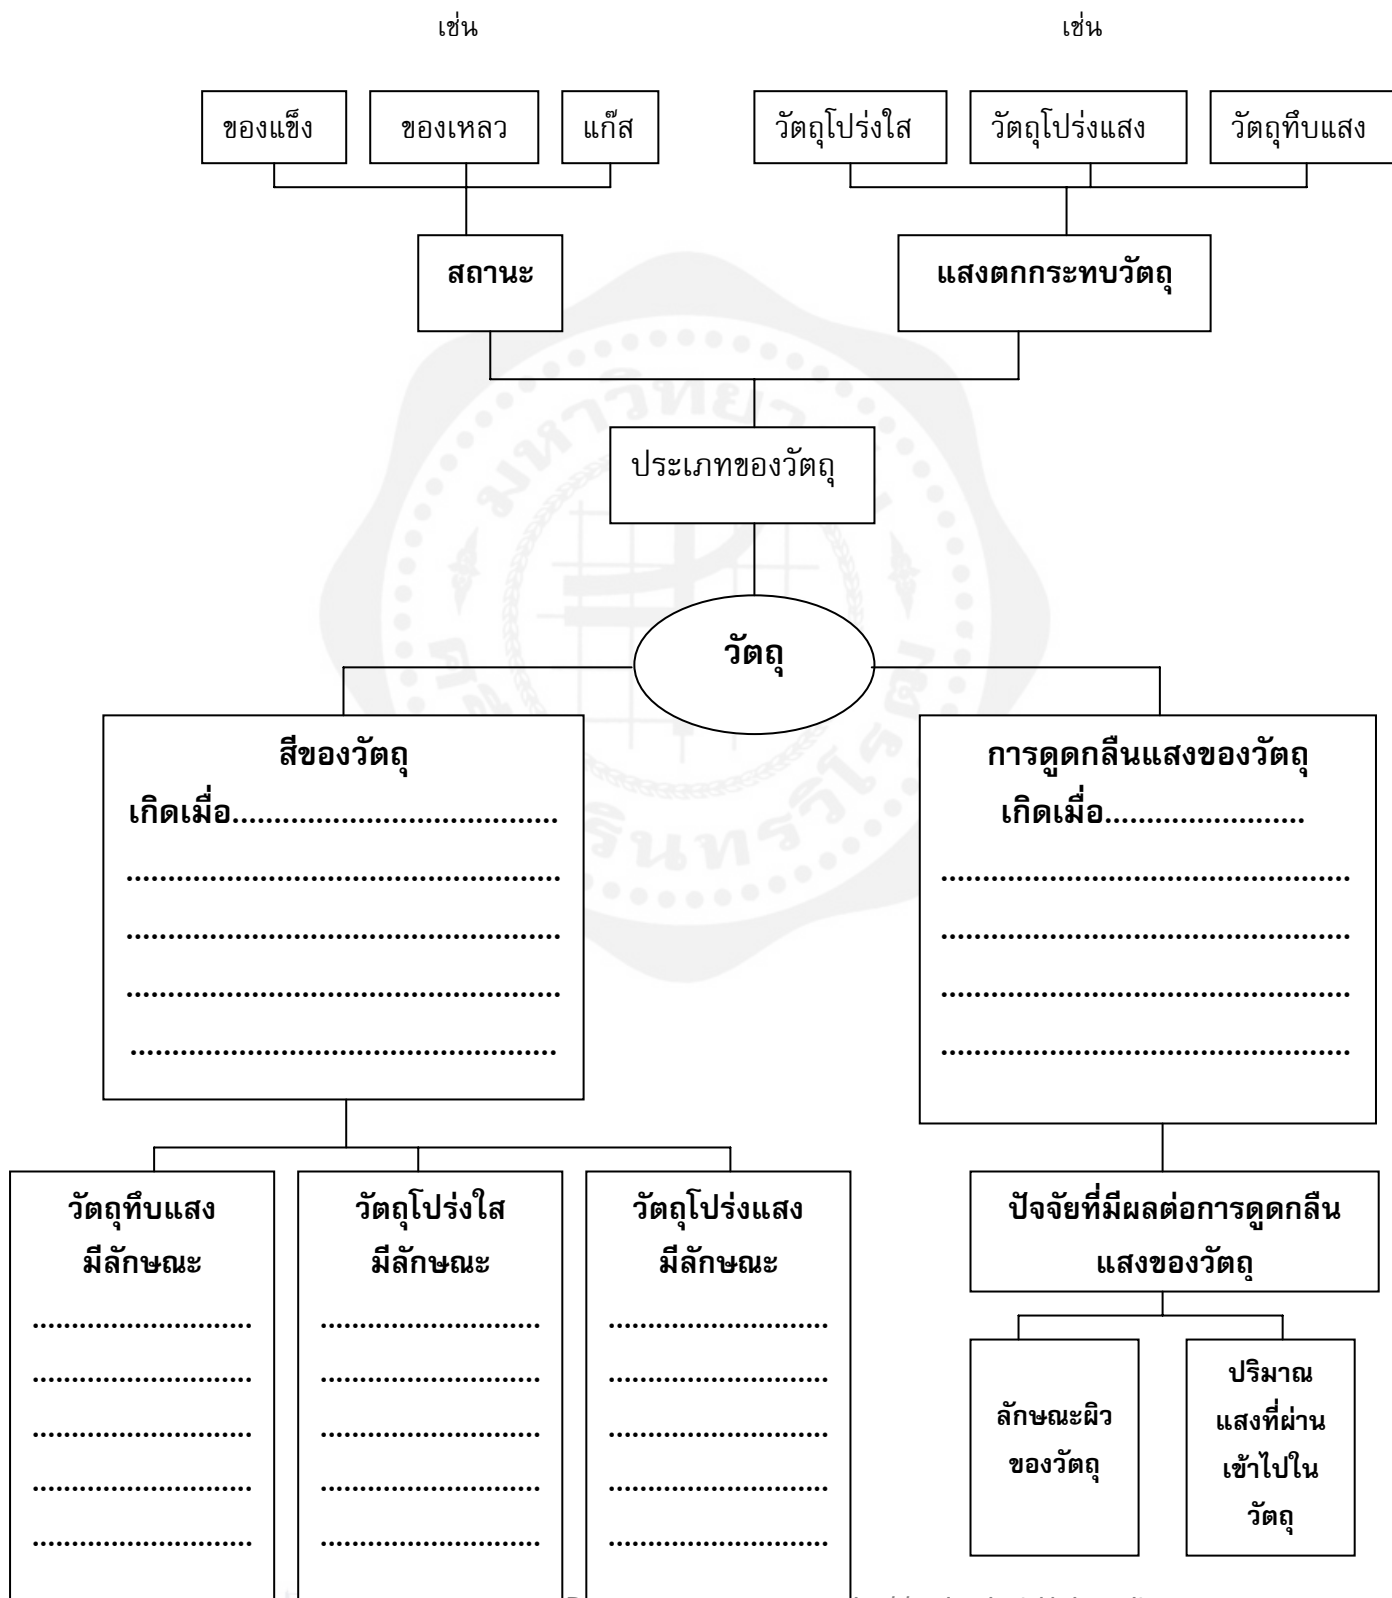 เช่น
เช่น
ของแข็ง
ของเหลว
แก๊ส
วัตถุโปร่งใส
วัตถุโปร่งแสง
วัตถุทึบแสง
สถานะ
แสงตกกระทบวัตถุ
ประเภทของวัตถุ
วัตถุ
สีของวัตถุ
เกิดเมื่อ.......................................
....................................................
....................................................
....................................................
...................................................
การดูดกลืนแสงของวัตถุ
เกิดเมื่อ........................
.................................................
.................................................
.................................................
.................................................
วัตถุทึบแสง
มีลักษณะ
............................
............................
............................
............................
............................
วัตถุโปร่งใส
มีลักษณะ
............................
............................
............................
............................
............................
วัตถุโปร่งแสง
มีลักษณะ
............................
............................
............................
............................
............................
ปัจจัยที่มีผลต่อการดูดกลืน
แสงของวัตถุ
ลักษณะผิว
ของวัตถุ
ปริมาณ
แสงที่ผ่าน
เข้าไปใน
วัตถุ